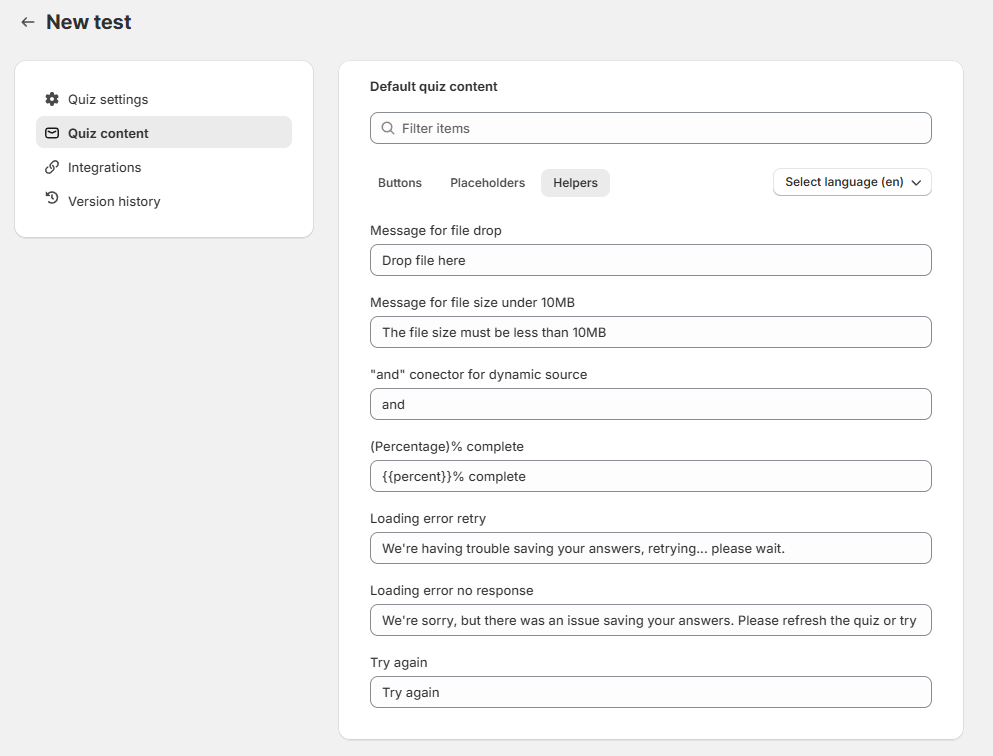 New test
Quiz settings
Quiz content
Integrations
Version history
Default quiz content
Filter items
Buttons Placeholders Helpers Select language (en)
Message for file drop
Drop file here
Message for file size under 10MB
The file size must be less than 10MB
"and" conector for dynamic source
and
(Percentage)% complete
{{percent}}% complete
Loading error retry
We're having trouble saving your answers, retrying... please wait.
Loading error no response
We're sorry, but there was an issue saving your answers. Please refresh the quiz or try
Try again
Try again